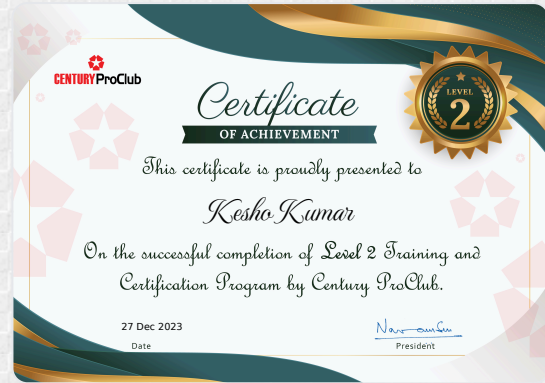 CENTURY ProClub
Certificate
OF ACHIEVEMENT
LEVEL
2
This certificate is proudly presented to
Kesho Kumar
On the successful completion of Level 2 Training and
Certification Program by Century ProClub.
27 Dec 2023
Date
President